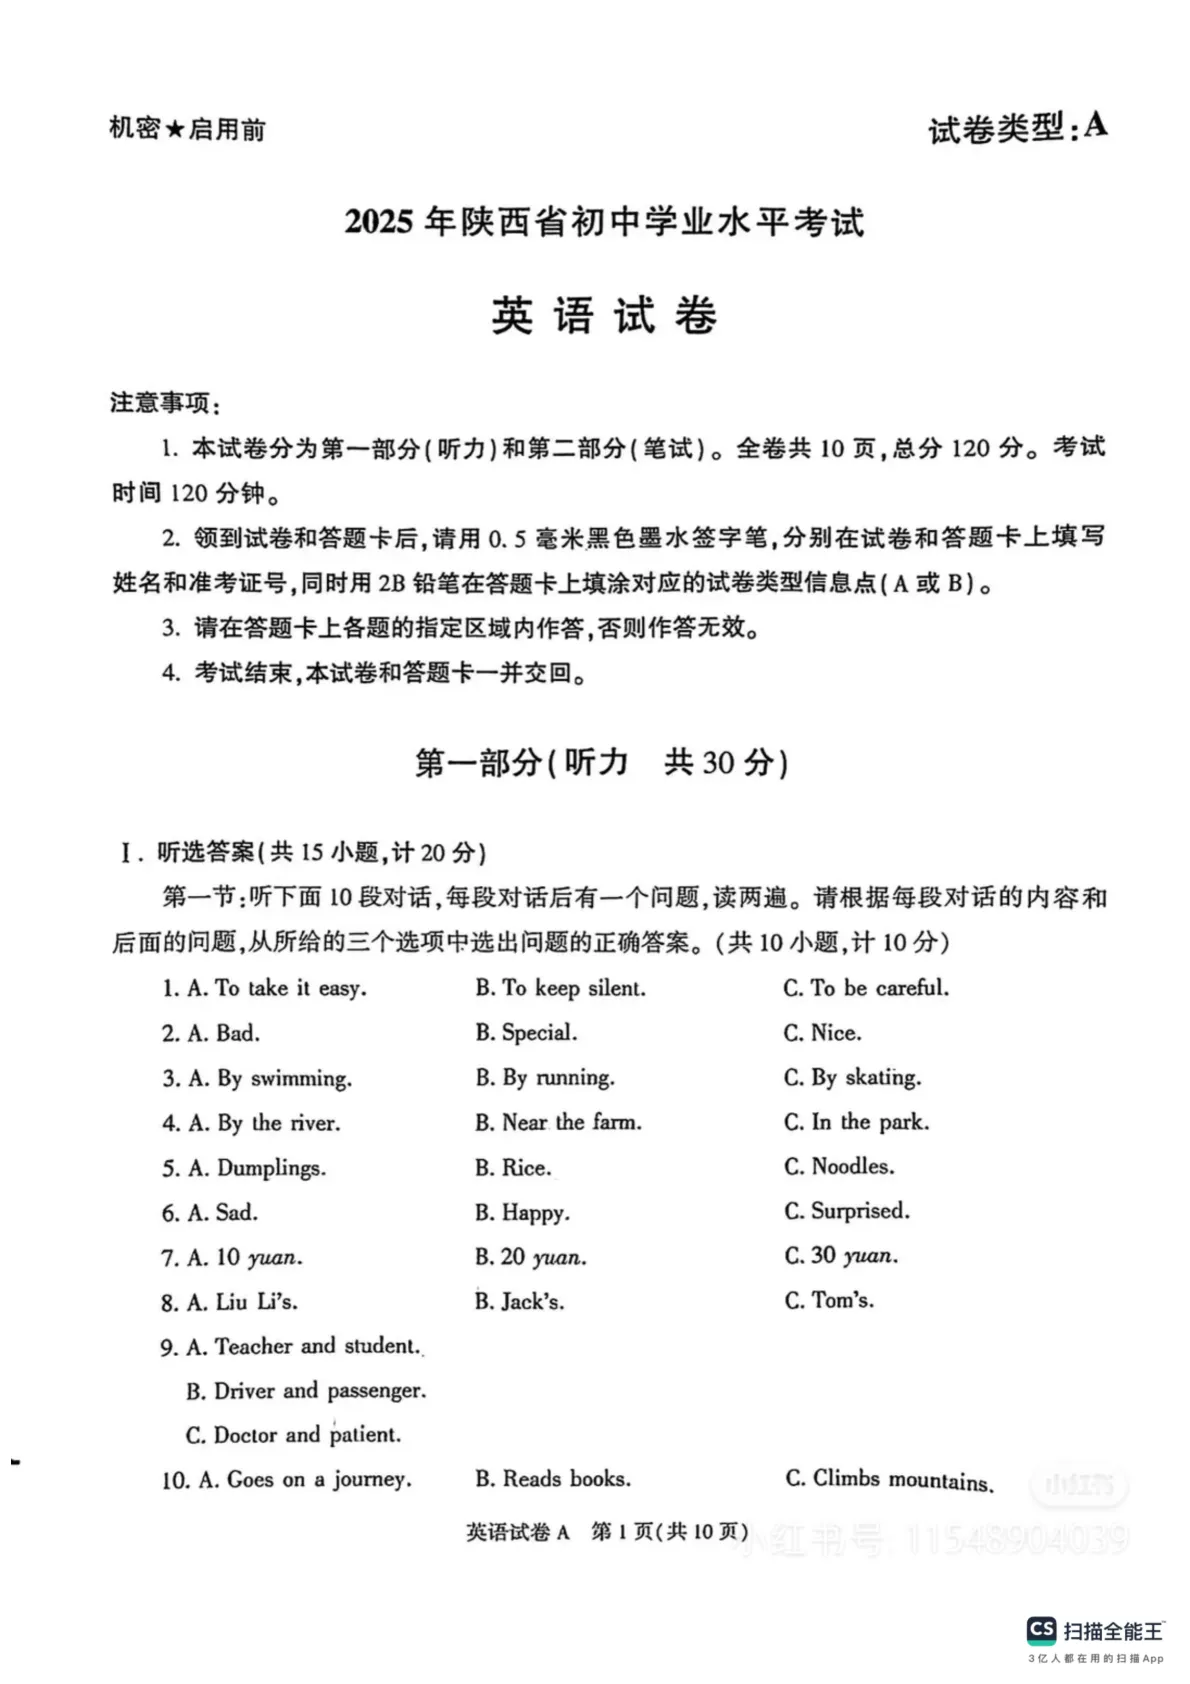 机密★启用前
试卷类型:A
2025年陕西省初中学业水平考试
英语试卷
注意事项:
1. 本试卷分为第一部分(听力)和第二部分(笔试)。全卷共10页,总分120分。考试
时间120分钟。
2. 领到试卷和答题卡后,请用0.5毫米黑色墨水签字笔,分别在试卷和答题卡上填写
姓名和准考证号,同时用2B铅笔在答题卡上填涂对应的试卷类型信息点(A或B)。
3. 请在答题卡上各题的指定区域内作答,否则作答无效。
4. 考试结束,本试卷和答题卡一并交回。
第一部分(听力 共30分)
Ⅰ. 听选答案(共15小题,计20分)
第一节:听下面10段对话,每段对话后有一个问题,读两遍。请根据每段对话的内容和
后面的问题,从所给的三个选项中选出问题的正确答案。(共10小题,计10分)
1. A. To take it easy. B. To keep silent. C. To be careful.
2. A. Bad. B. Special. C. Nice.
3. A. By swimming. B. By running. C. By skating.
4. A. By the river. B. Near the farm. C. In the park.
5. A. Dumplings. B. Rice. C. Noodles.
6. A. Sad. B. Happy. C. Surprised.
7. A. 10 yuan. B. 20 yuan. C. 30 yuan.
8. A. Liu Li's. B. Jack's. C. Tom's.
9. A. Teacher and student.
B. Driver and passenger.
C. Doctor and patient.
10. A. Goes on a journey. B. Reads books. C. Climbs mountains.
小红书
英语试卷A 第1页(共10页)
小红书号: 11548904039
CS 扫描全能王™
3亿人都在用的扫描App